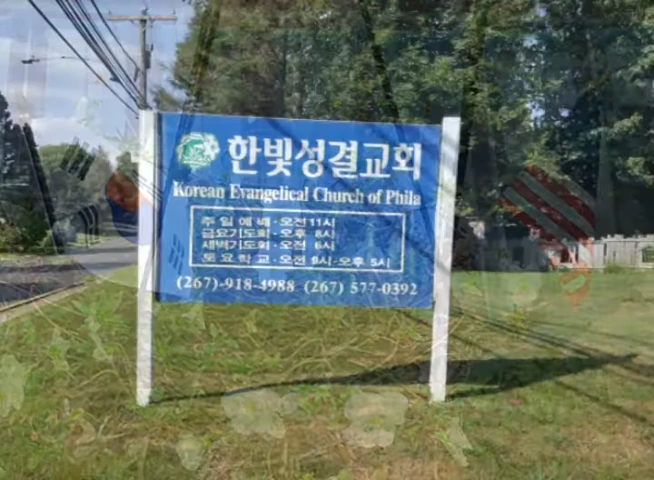 한빛성결교회
Korean Evangelical Church of Phila
주 일 예 배 - 오전 11시
금요기도회 - 오후 8시
새벽기도회 - 오전 6시
토 요 학 교 - 오전 9시-오후 5시
(267)-918-4988 (267) 577-0392